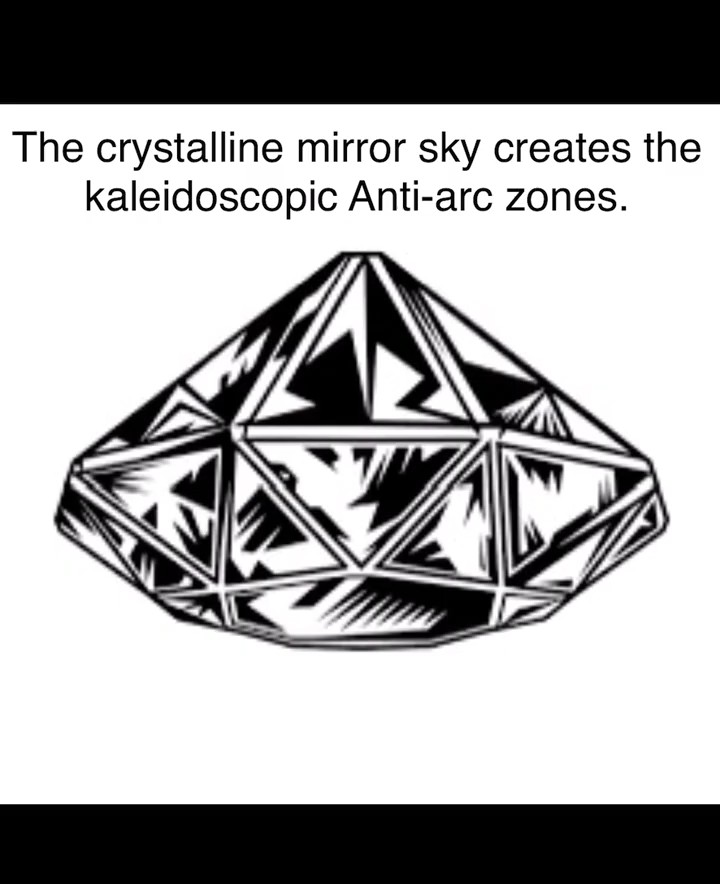 The crystalline mirror sky creates the
kaleidoscopic Anti-arc zones.